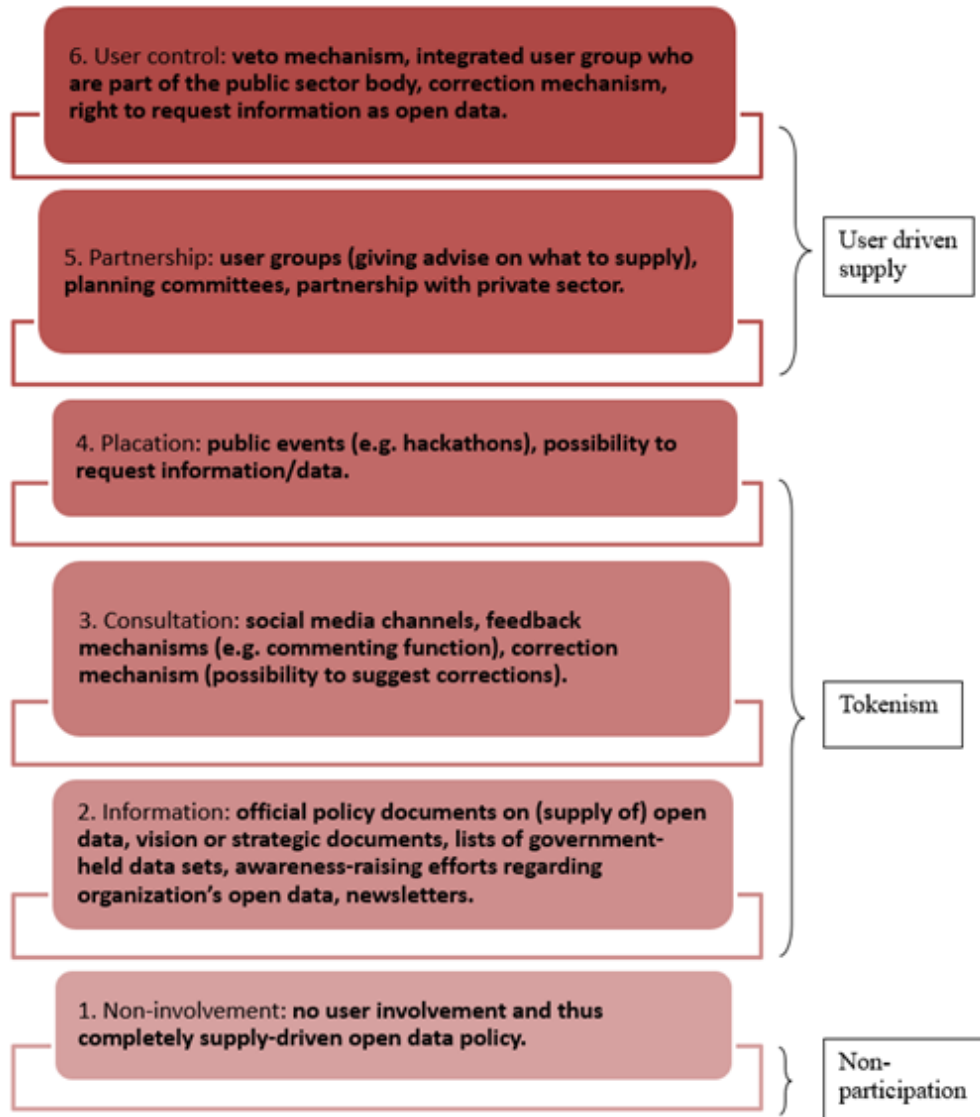 6. User control: veto mechanism, integrated user group who
are part of the public sector body, correction mechanism,
right to request information as open data.
5. Partnership: user groups (giving advise on what to supply),
planning committees, partnership with private sector.
User driven
supply
4. Placation: public events (e.g. hackathons), possibility to
request information/data.
3. Consultation: social media channels, feedback
mechanisms (e.g. commenting function), correction
mechanism (possibility to suggest corrections).
Tokenism
2. Information: official policy documents on (supply of) open
data, vision or strategic documents, lists of government-
held data sets, awareness-raising efforts regarding
organization's open data, newsletters.
1. Non-involvement: no user involvement and thus
completely supply-driven open data policy.
Non-
participation